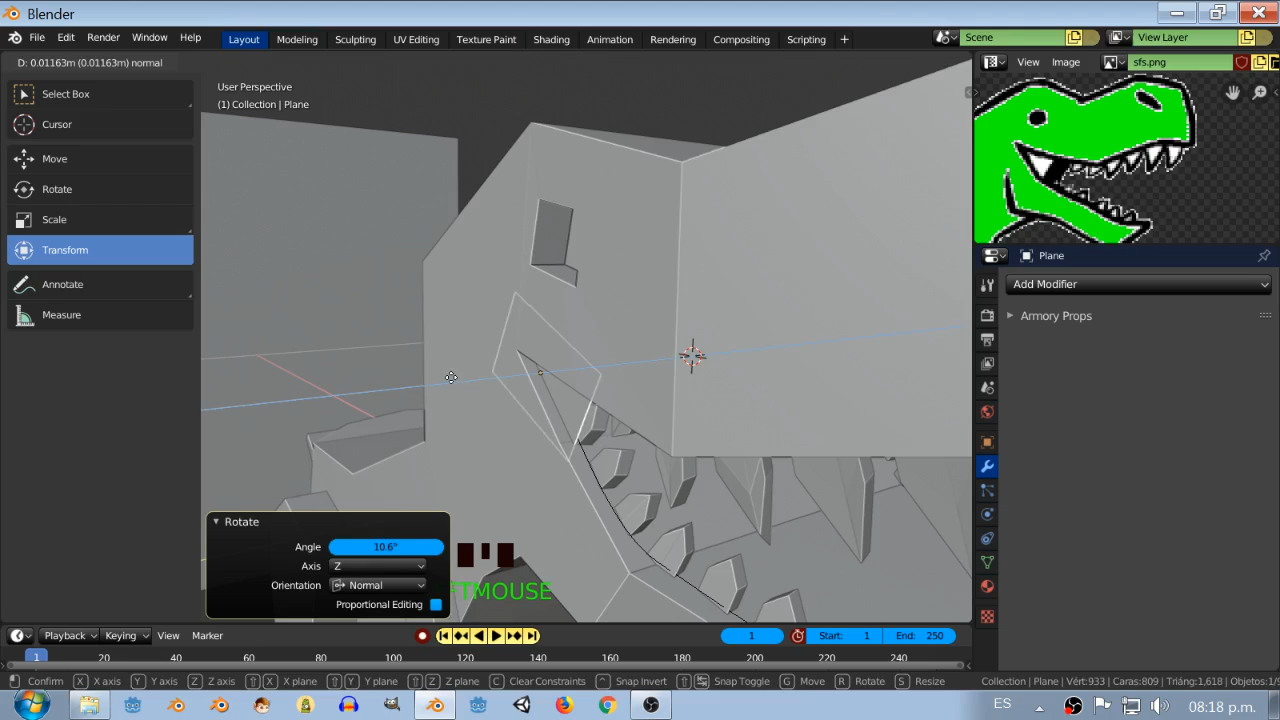 Blender
File Edit Render Window Help Layout Modeling Sculpting UV Editing Texture Paint Shading Animation Rendering Compositing Scripting + Scene View Layer
D: 0.01163m (0.01163m) normal
View Image sfs.png
Select Box
Cursor
Move
Rotate
Scale
Transform
Annotate
Measure
User Perspective
(1) Collection | Plane
Plane
Add Modifier
Armory Props
Rotate
Angle 10.6°
Axis Z
Orientation Normal
Proportional Editing
TMOUSE
Playback Keying View Marker 1 Start: 1 End: 250
1 20 40 60 80 100 120 140 160 180 200 220 240
Confirm X X axis Y Y axis Z Z axis X X plane Y Y plane Z Z plane C Clear Constraints Snap Invert Snap Toggle G Move R Rotate S Resize Collection | Plane | Vért:933 | Caras:809 | Triáng:1,618 | Objetos:1/
ES 08:18 p.m.